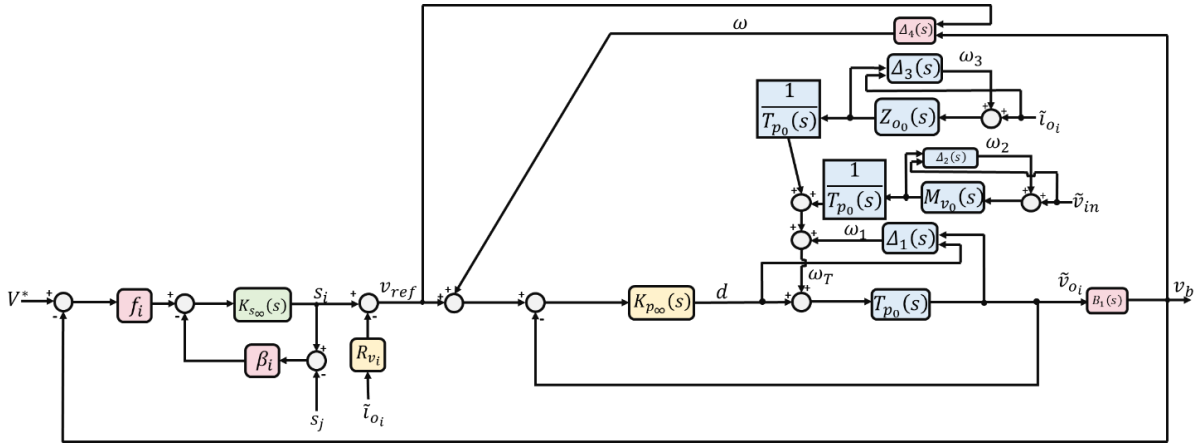 ω
Δ₄(s)
Δ₃(s)
ω₃
1
T_{p₀}(s)
Z_{o₀}(s)
ĩ_{o_i}
Δ₂(s)
ω₂
1
T_{p₀}(s)
M_{v₀}(s)
ṽ_{in}
ω₁
Δ₁(s)
ω_T
V*
f_i
K_{s∞}(s)
s_i
v_{ref}
K_{p∞}(s)
d
T_{p₀}(s)
ṽ_{o_i}
B₁(s)
v_b
β_i
R_{v_i}
s_j
ĩ_{o_i}